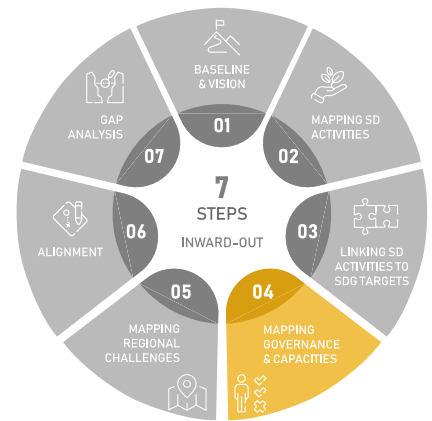 BASELINE
& VISION
01
MAPPING SD
ACTIVITIES
02
LINKING SD
ACTIVITIES TO
SDG TARGETS
03
MAPPING
GOVERNANCE
& CAPACITIES
04
MAPPING
REGIONAL
CHALLENGES
05
ALIGNMENT
06
GAP
ANALYSIS
07
7
STEPS
INWARD-OUT